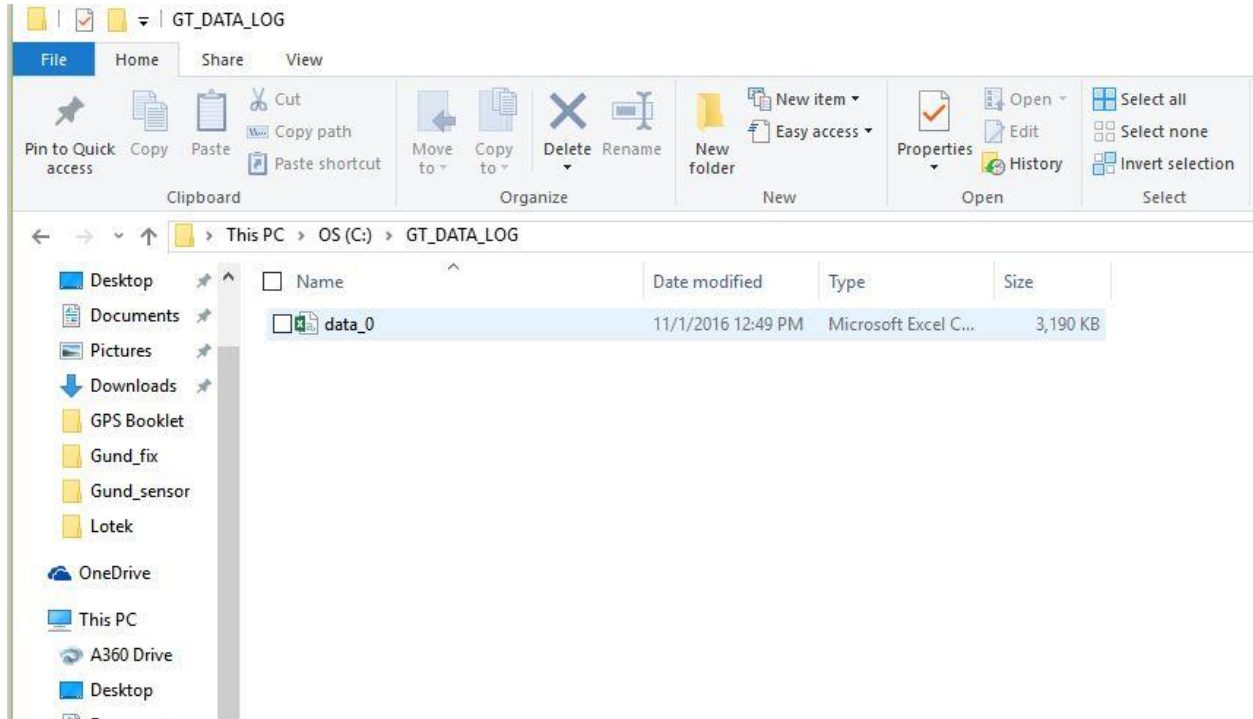 GT_DATA_LOG
File Home Share View
Pin to Quick access
Copy
Paste
Cut
Copy path
Paste shortcut
Clipboard
Move to
Copy to
Delete
Rename
Organize
New folder
New item
Easy access
New
Properties
Open
Edit
History
Open
Select all
Select none
Invert selection
Select
This PC > OS (C:) > GT_DATA_LOG
Name Date modified Type Size
data_0 11/1/2016 12:49 PM Microsoft Excel C... 3,190 KB
Desktop
Documents
Pictures
Downloads
GPS Booklet
Gund_fix
Gund_sensor
Lotek
OneDrive
This PC
A360 Drive
Desktop